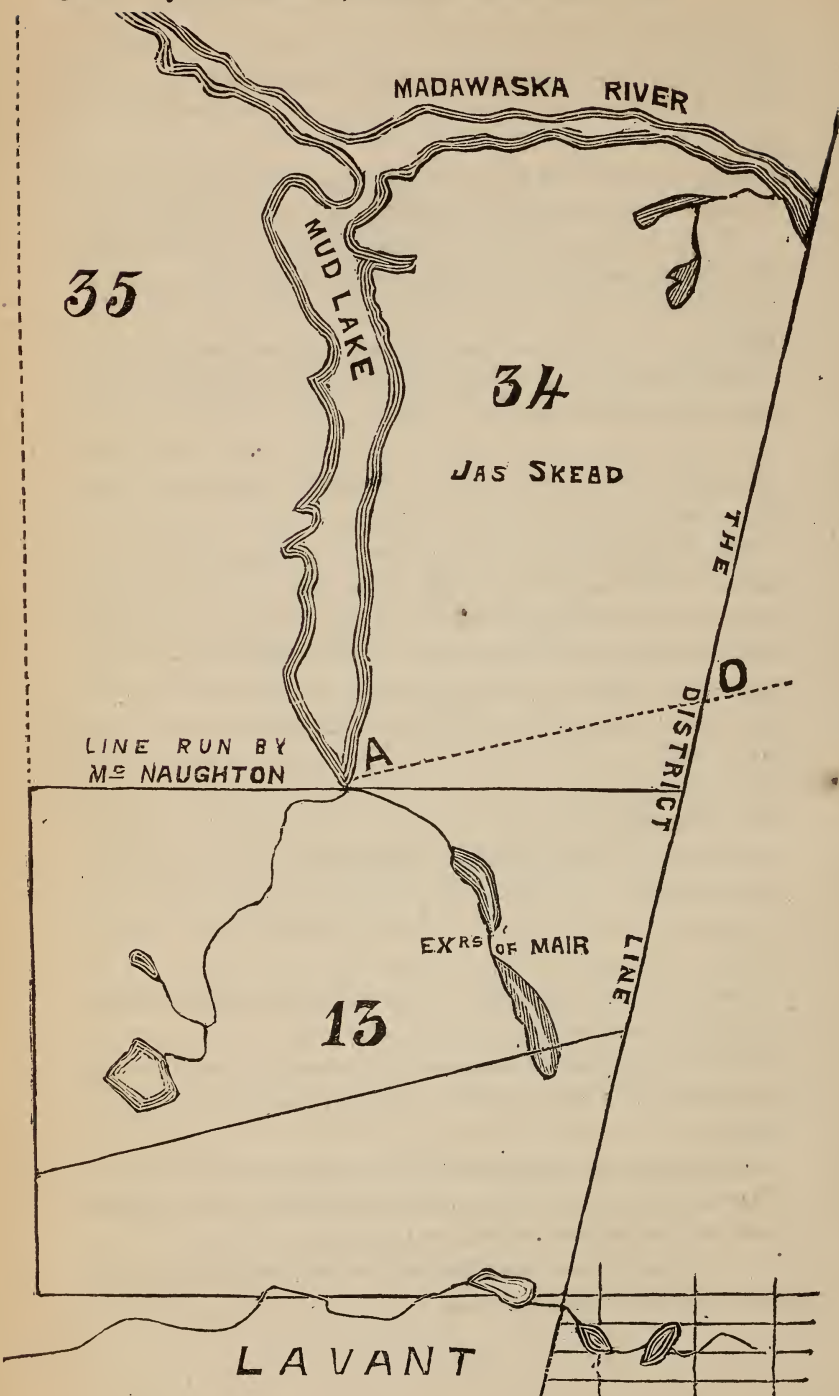 MADAWASKA RIVER
MUD LAKE
35
34
JAS SKEAD
THE DISTRICT LINE
O
A
LINE RUN BY
Mc NAUGHTON
EXRS OF MAIR
13
LAVANT